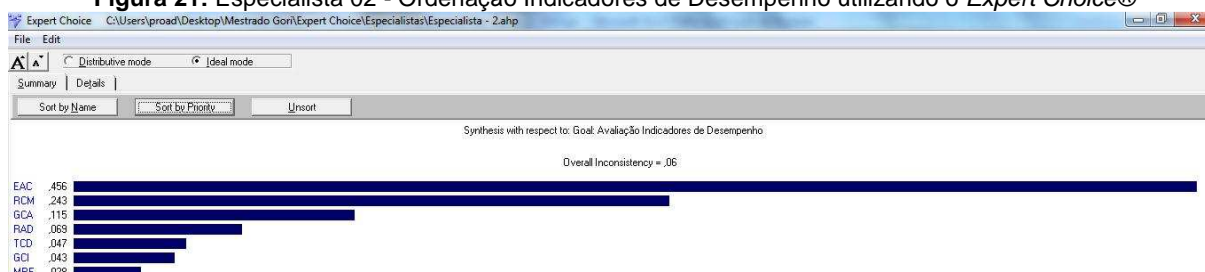 Figura 21: Especialista 02 - Ordenação Indicadores de Desempenho utilizando o Expert Choice®
Expert Choice C:\Users\proad\Desktop\Mestrado Gori\Expert Choice\Especialistas\Especialista - 2.ahp
File Edit
A A Distributive mode Ideal mode
Summary Details
Sort by Name Sort by Priority Unsort
Synthesis with respect to: Goal: Avaliação Indicadores de Desempenho
Overall Inconsistency = ,06
EAC ,456
RCM ,243
GCA ,115
RAD ,069
TCD ,047
GCI ,043
MRE ,028